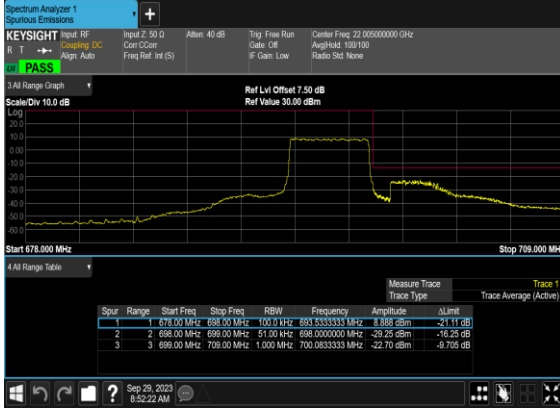 Spectrum Analyzer 1
Spurious Emissions
+
KEYSIGHT Input: RF Input Z: 50 Ω Atten: 40 dB Trig: Free Run Center Freq: 22.005000000 GHz
R T Coupling: DC Corr CCorr Gate: Off Avg|Hold: 100/100
Align: Auto Freq Ref: Int (S) IF Gain: Low Radio Std: None
LXI PASS
3.All Range Graph Ref Lvl Offset 7.50 dB
Scale/Div 10.0 dB Ref Value 30.00 dBm
Log
20.0
10.0
0.00
-10.0
-20.0
-30.0
-40.0
-50.0
-60.0
Start 678.000 MHz Stop 709.000 MH
4.All Range Table
Measure Trace Trace 1
Trace Type Trace Average (Active)
Spur Range Start Freq Stop Freq RBW Frequency Amplitude ΔLimit
1 1 678.00 MHz 698.00 MHz 100.0 kHz 693.5333333 MHz 8.888 dBm -21.11 dB
2 2 698.00 MHz 699.00 MHz 51.00 kHz 698.0000000 MHz -29.25 dBm -16.25 dB
3 3 699.00 MHz 709.00 MHz 1.000 MHz 700.0833333 MHz -22.70 dBm -9.705 dB
? Sep 29, 2023
8:52:22 AM